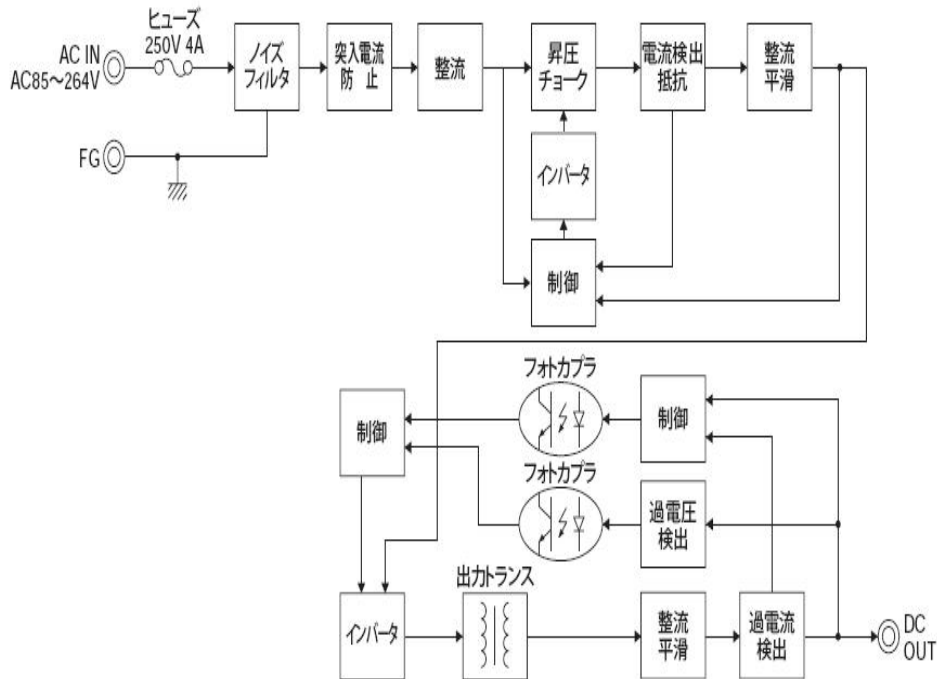 ヒューズ
250V 4A
AC IN
AC85～264V
FG
ノイズ
フィルタ
突入電流
防 止
整流
昇圧
チョーク
電流検出
抵抗
整流
平滑
インバータ
制御
フォトカプラ
制御
制御
フォトカプラ
過電圧
検出
出力トランス
インバータ
整流
平滑
過電流
検出
DC
OUT